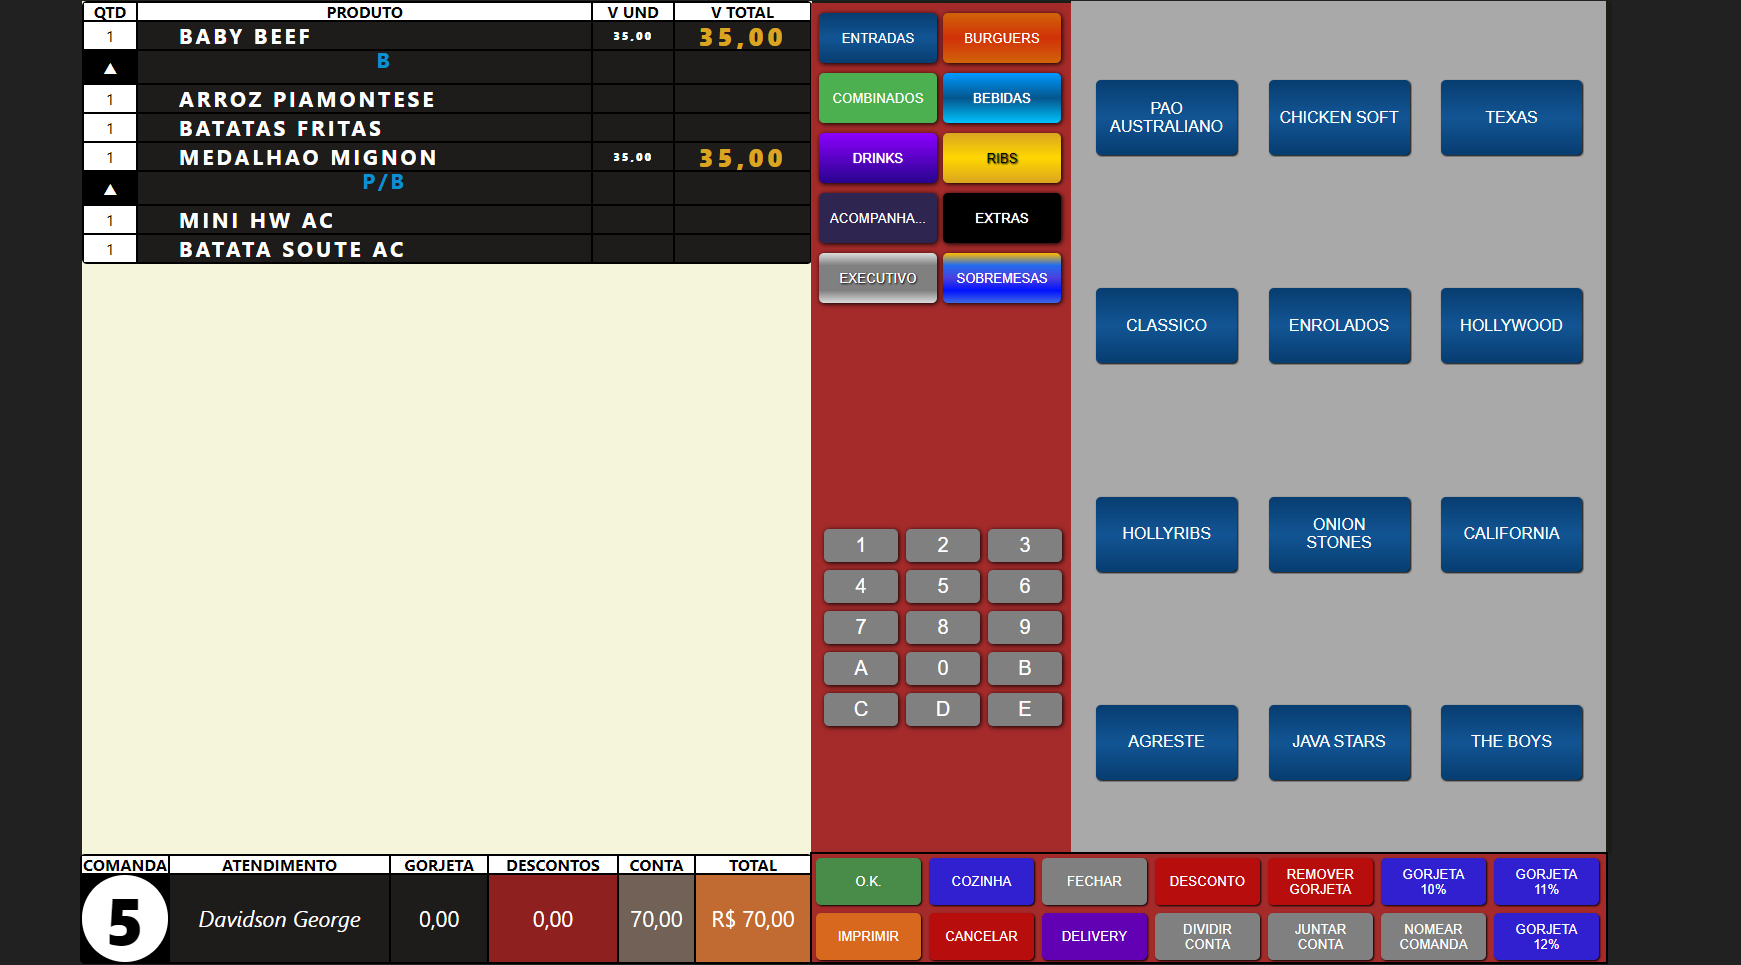 QTD PRODUTO V UND V TOTAL
1 BABY BEEF 35,00 35,00
▲ B
1 ARROZ PIAMONTESE
1 BATATAS FRITAS
1 MEDALHAO MIGNON 35,00 35,00
▲ P/B
1 MINI HW AC
1 BATATA SOUTE AC
COMANDA ATENDIMENTO GORJETA DESCONTOS CONTA TOTAL
5 Davidson George 0,00 0,00 70,00 R$ 70,00
ENTRADAS BURGUERS
COMBINADOS BEBIDAS
DRINKS RIBS
ACOMPANHA... EXTRAS
EXECUTIVO SOBREMESAS
1 2 3
4 5 6
7 8 9
A 0 B
C D E
PAO
AUSTRALIANO
CHICKEN SOFT
TEXAS
CLASSICO
ENROLADOS
HOLLYWOOD
HOLLYRIBS
ONION
STONES
CALIFORNIA
AGRESTE
JAVA STARS
THE BOYS
O.K.
COZINHA
FECHAR
DESCONTO
REMOVER
GORJETA
GORJETA
10%
GORJETA
11%
IMPRIMIR
CANCELAR
DELIVERY
DIVIDIR
CONTA
JUNTAR
CONTA
NOMEAR
COMANDA
GORJETA
12%